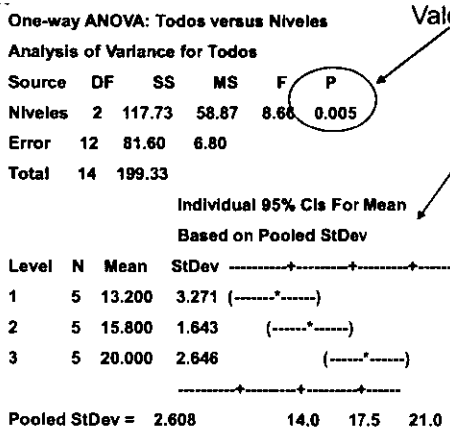 One-way ANOVA: Todos versus Niveles
Analysis of Variance for Todos
Source DF SS MS F P
Niveles 2 117.73 58.87 8.66 0.005
Error 12 81.60 6.80
Total 14 199.33
Individual 95% CIs For Mean
Based on Pooled StDev
Level N Mean StDev ---------+---------+---------+------
1 5 13.200 3.271 (-------*------)
2 5 15.800 1.643 (------*------)
3 5 20.000 2.646 (------*------)
---------+---------+---------+------
Pooled StDev = 2.608 14.0 17.5 21.0